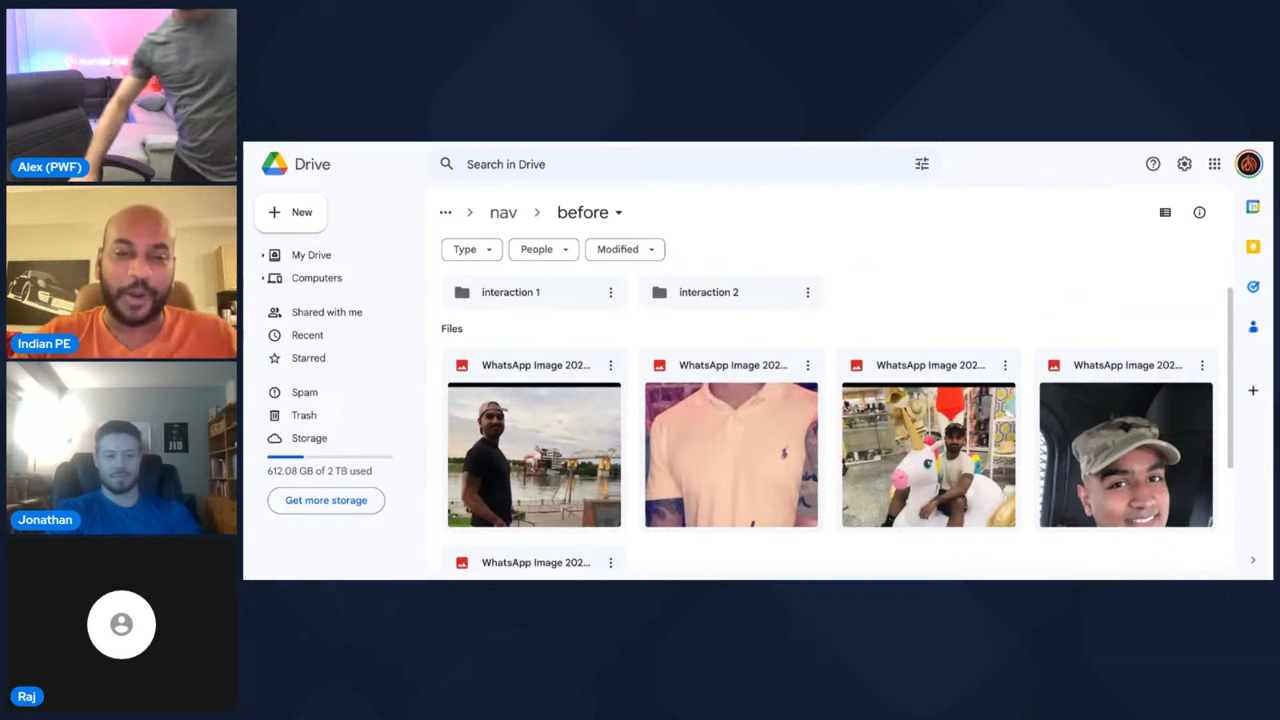 Alex (PWF)
Indian PE
JID
Jonathan
Raj
Drive
Search in Drive
New
My Drive
Computers
Shared with me
Recent
Starred
Spam
Trash
Storage
612.08 GB of 2 TB used
Get more storage
... > nav > before
Type
People
Modified
interaction 1
interaction 2
Files
WhatsApp Image 202...
WhatsApp Image 202...
WhatsApp Image 202...
WhatsApp Image 202...
WhatsApp Image 202...
31